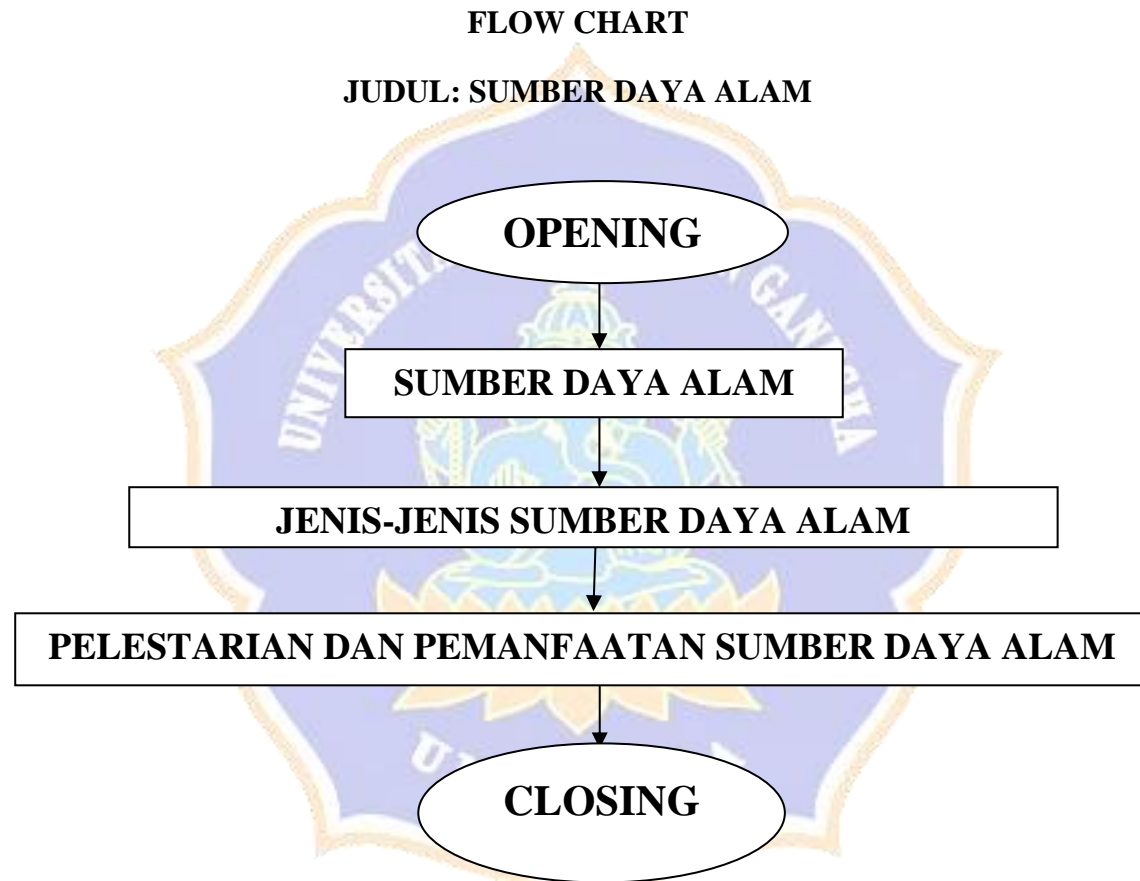 FLOW CHART
JUDUL: SUMBER DAYA ALAM
OPENING
SUMBER DAYA ALAM
JENIS-JENIS SUMBER DAYA ALAM
PELESTARIAN DAN PEMANFAATAN SUMBER DAYA ALAM
CLOSING